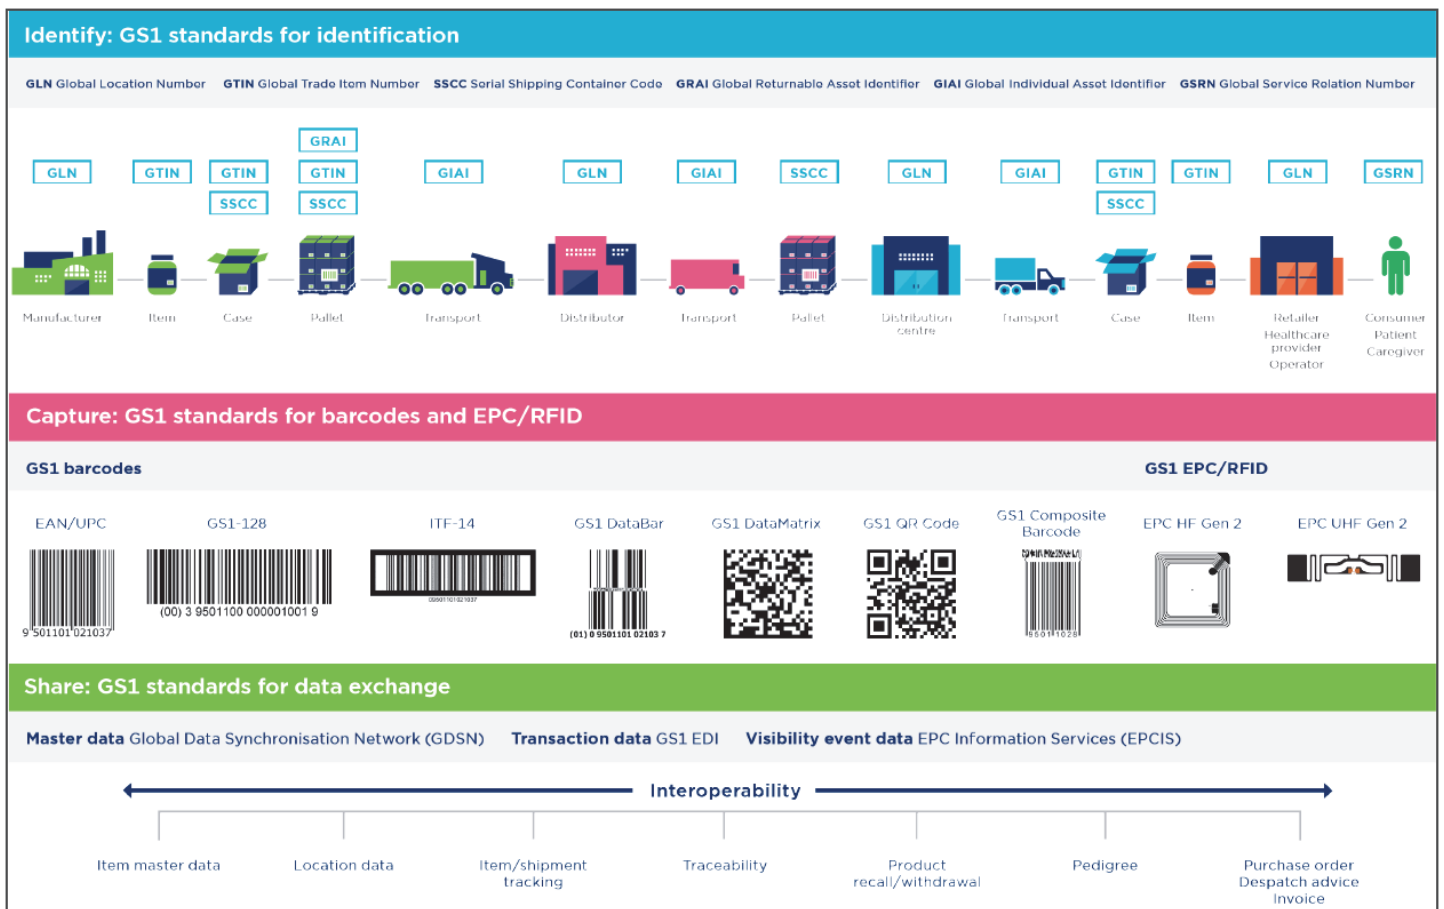 Identify: GS1 standards for identification
GLN Global Location Number GTIN Global Trade Item Number SSCC Serial Shipping Container Code GRAI Global Returnable Asset Identifier GIAI Global Individual Asset Identifier GSRN Global Service Relation Number
GRAI
GLN GTIN GTIN GTIN GIAI GLN GIAI SSCC GLN GIAI GTIN GTIN GLN GSRN
SSCC SSCC SSCC
Manufacturer Item Case Pallet Transport Distributor Transport Pallet Distribution Transport Case Item Retailer Consumer
centre Healthcare Patient
provider Caregiver
Operator
Capture: GS1 standards for barcodes and EPC/RFID
GS1 barcodes GS1 EPC/RFID
EAN/UPC GS1-128 ITF-14 GS1 DataBar GS1 DataMatrix GS1 QR Code GS1 Composite EPC HF Gen 2 EPC UHF Gen 2
Barcode
9 501101 021037 (00) 3 9501100 000001001 9 09501101021037 (01) 0 9501101 02103 7 95011028
Share: GS1 standards for data exchange
Master data Global Data Synchronisation Network (GDSN) Transaction data GS1 EDI Visibility event data EPC Information Services (EPCIS)
Interoperability
Item master data Location data Item/shipment Traceability Product Pedigree Purchase order
tracking recall/withdrawal Despatch advice
Invoice